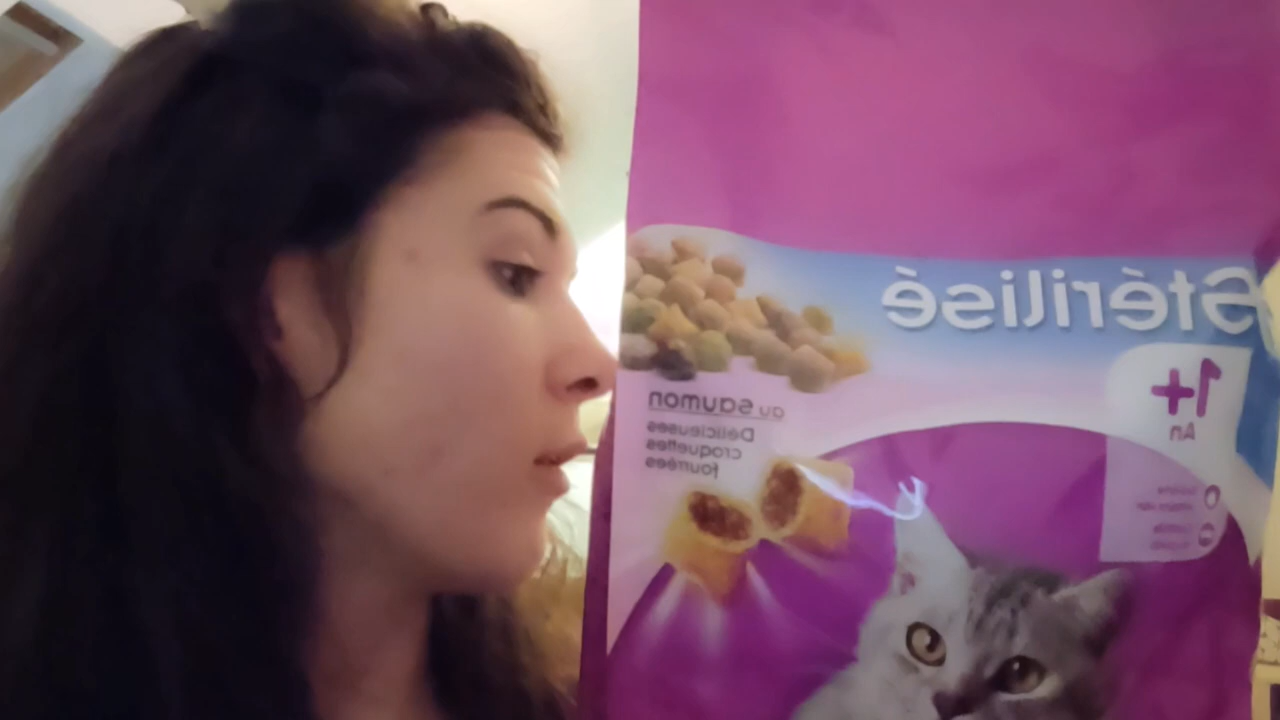 Stérilisé
1+
An
au saumon
Délicieuses
croquettes
fourrées